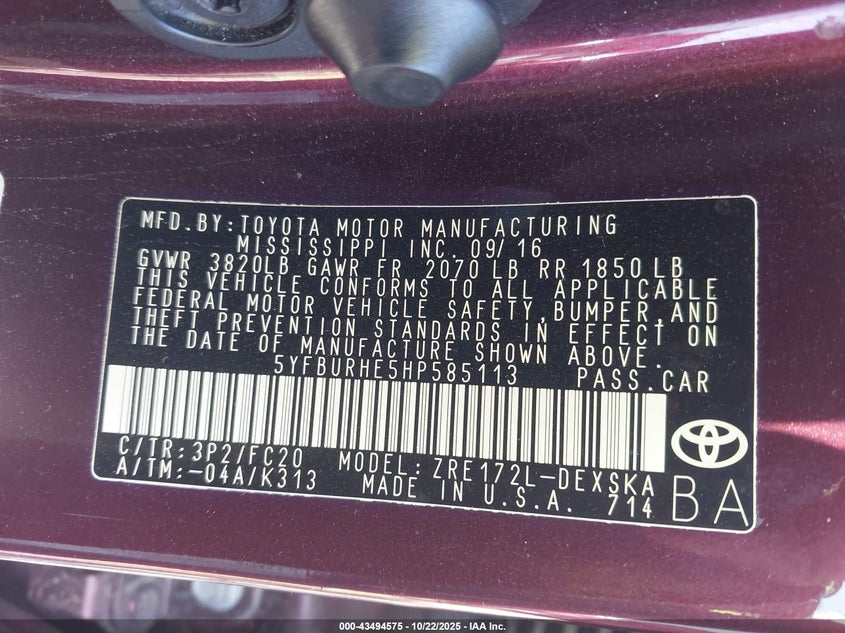 MFD.BY:TOYOTA MOTOR MANUFACTURING
MISSISSIPPI INC. 09/16
GVWR 3820LB GAWR FR 2070 LB RR 1850 LB
THIS VEHICLE CONFORMS TO ALL APPLICABLE
FEDERAL MOTOR VEHICLE SAFETY,BUMPER,AND
THEFT PREVENTION STANDARDS IN EFFECT ON
THE DATE OF MANUFACTURE SHOWN ABOVE.
5YFBURHE5HP585113 PASS.CAR
C/TR:3P2/FC20 MODEL: ZRE172L-DEXSKA
A/TM:-04A/K313 MADE IN U.S.A. 714
BA
000-43494575 - 10/22/2025 - IAA Inc.